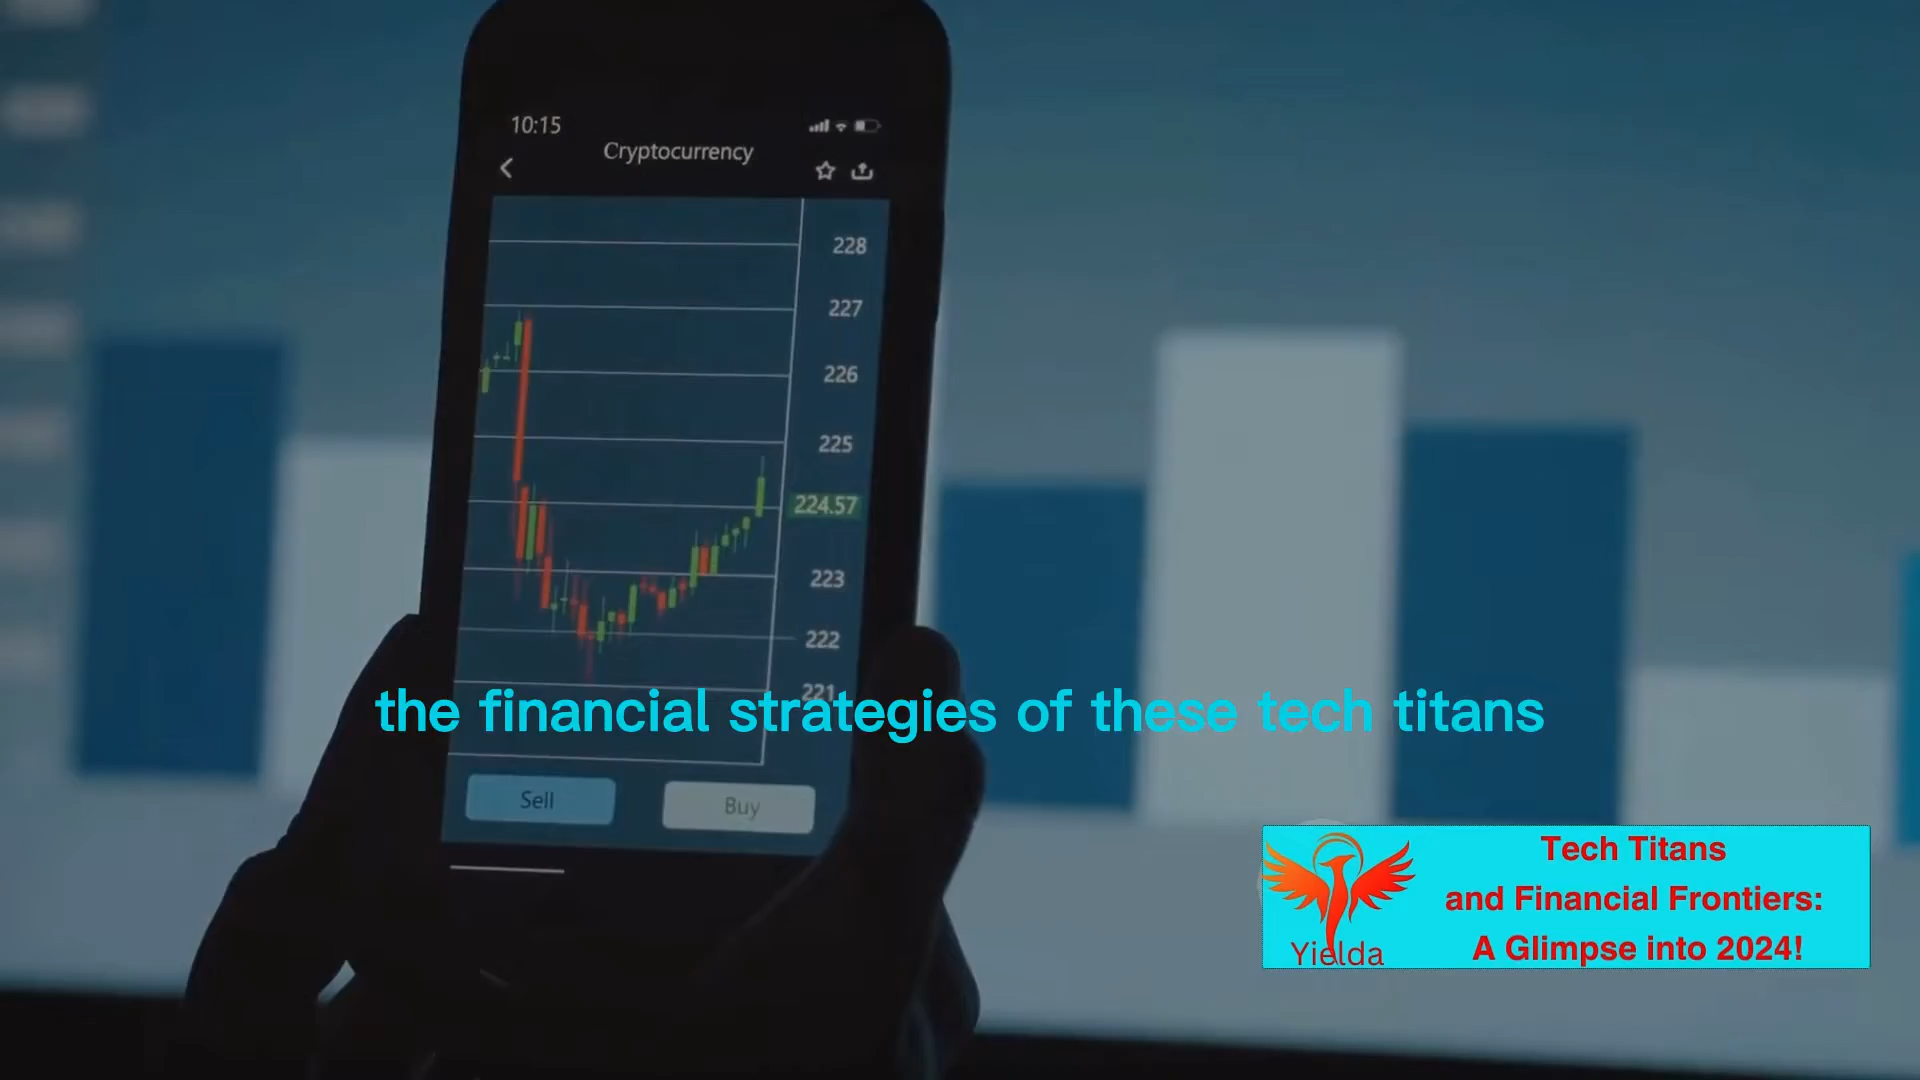 10:15
Cryptocurrency
228
227
226
225
224.57
223
222
221
the financial strategies of these tech titans
Sell
Buy
Tech Titans
and Financial Frontiers:
A Glimpse into 2024!
Yielda